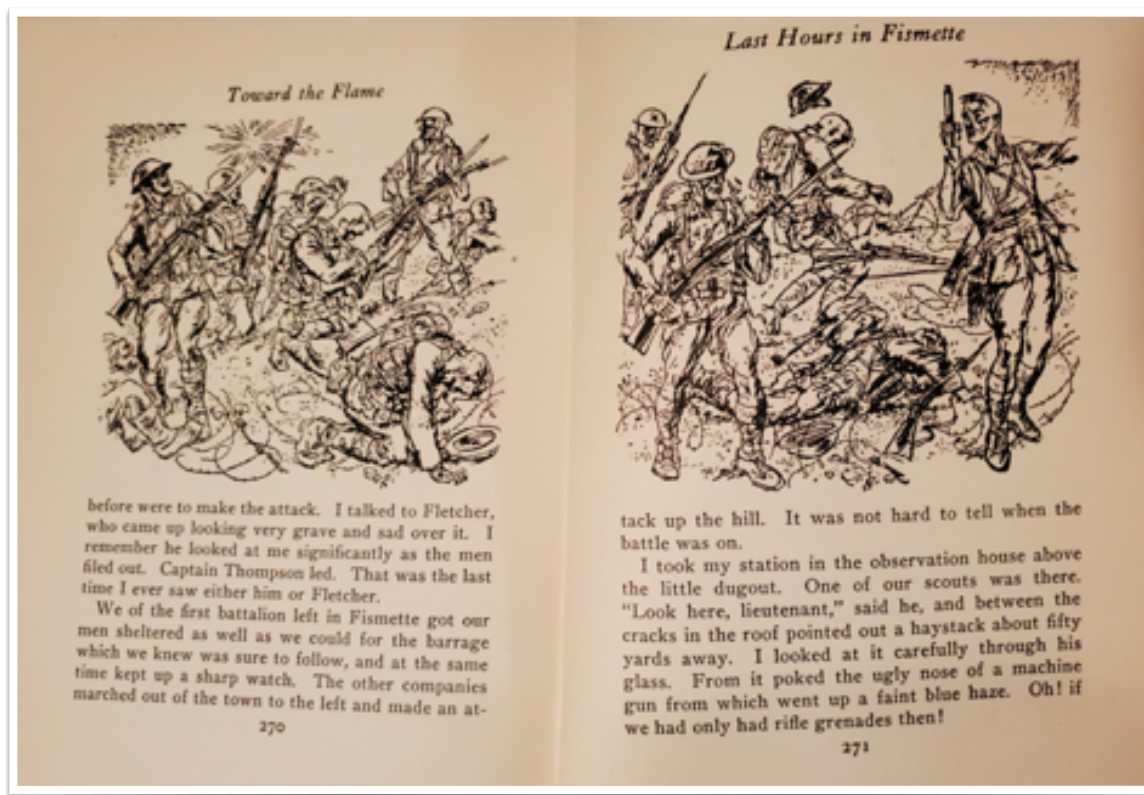 Toward the Flame
before were to make the attack. I talked to Fletcher,
who came up looking very grave and sad over it. I
remember he looked at me significantly as the men
filed out. Captain Thompson led. That was the last
time I ever saw either him or Fletcher.
We of the first battalion left in Fismette got our
men sheltered as well as we could for the barrage
which we knew was sure to follow, and at the same
time kept up a sharp watch. The other companies
marched out of the town to the left and made an at-
270
Last Hours in Fismette
tack up the hill. It was not hard to tell when the
battle was on.
I took my station in the observation house above
the little dugout. One of our scouts was there.
"Look here, lieutenant," said he, and between the
cracks in the roof pointed out a haystack about fifty
yards away. I looked at it carefully through his
glass. From it poked the ugly nose of a machine
gun from which went up a faint blue haze. Oh! if
we had only had rifle grenades then!
271